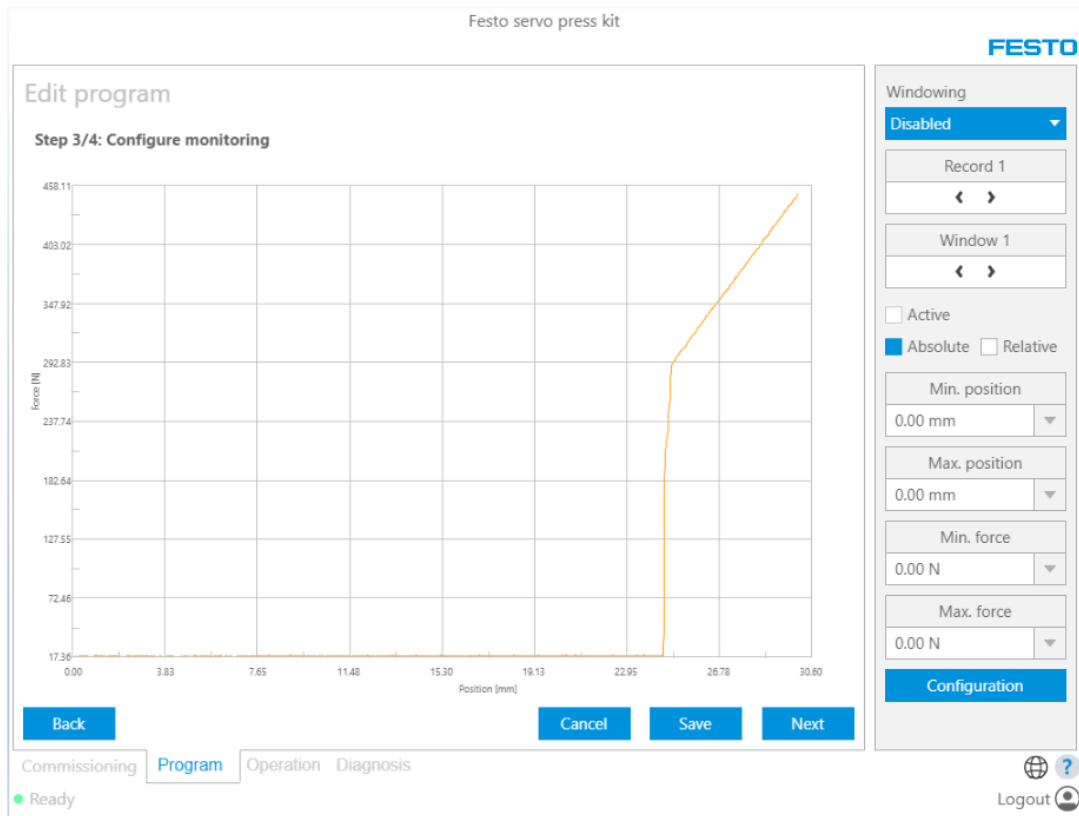 Festo servo press kit
FESTO
Edit program
Step 3/4: Configure monitoring
458.11
403.02
347.92
292.83
237.74
182.64
127.55
72.46
17.36
Force [N]
0.00 3.83 7.65 11.48 15.30 19.13 22.95 26.78 30.60
Position [mm]
Back Cancel Save Next
Windowing
Disabled
Record 1
‹ ›
Window 1
‹ ›
Active
Absolute Relative
Min. position
0.00 mm
Max. position
0.00 mm
Min. force
0.00 N
Max. force
0.00 N
Configuration
Commissioning Program Operation Diagnosis
?
Ready
Logout